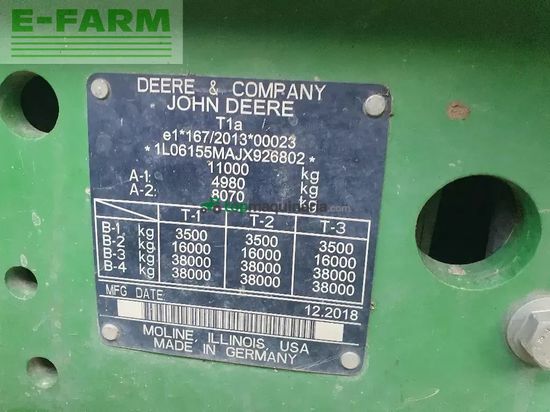 E-FARM
DEERE & COMPANY
JOHN DEERE
T1a
e1*167/2013*00023
*1L06155MAJX926802*
11000 kg
A-1: 4980 kg
A-2: 8070 kg
T-1 T-2 T-3
B-1 kg 3500 3500 3500
B-2 kg 16000 16000 16000
B-3 kg 38000 38000 38000
B-4 kg 38000 38000 38000
MFG DATE: 12.2018
MOLINE, ILLINOIS, USA
MADE IN GERMANY